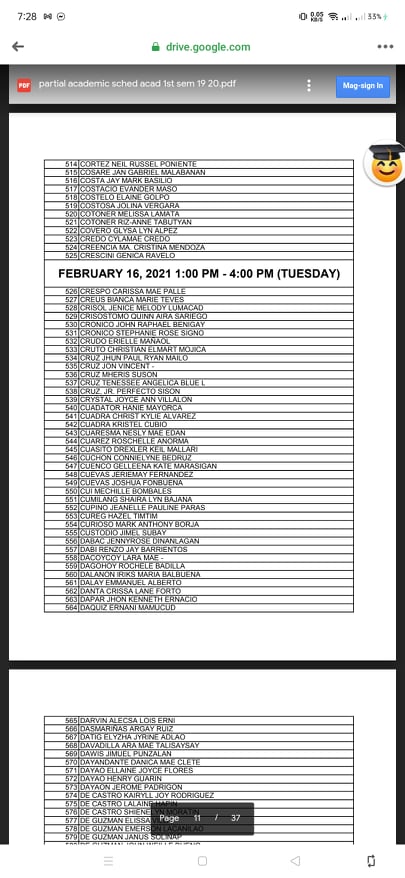 7:28
0.05 KB/S
33%
drive.google.com
PDF partial academic sched acad 1st sem 19 20.pdf
Mag-sign In
514 CORTEZ NEIL RUSSEL PONIENTE
515 COSARE JAN GABRIEL MALABANAN
516 COSTA JAY MARK BASILIO
517 COSTACIO EVANDER MASO
518 COSTELO ELAINE GOLPO
519 COSTOSA JOLINA VERGARA
520 COTONER MELISSA LAMATA
521 COTONER RIZ-ANNE TABUTYAN
522 COVERO GLYSA LYN ALPEZ
523 CREDO CYLAMAE CREDO
524 CREENCIA MA. CRISTINA MENDOZA
525 CRESCINI GENICA RAVELO
FEBRUARY 16, 2021 1:00 PM - 4:00 PM (TUESDAY)
526 CRESPO CARISSA MAE PALLE
527 CREUS BIANCA MARIE TEVES
528 CRISOL JENICE MELODY LUMACAD
529 CRISOSTOMO QUINN AIRA SARIEGO
530 CRONICO JOHN RAPHAEL BENIGAY
531 CRONICO STEPHANIE ROSE SIGNO
532 CRUDO ERIELLE MANAOL
533 CRUTO CHRISTIAN ELMART MOJICA
534 CRUZ JHUN PAUL RYAN MAILO
535 CRUZ JON VINCENT -
536 CRUZ MHERIS SUSON
537 CRUZ TENESSEE ANGELICA BLUE L
538 CRUZ, JR. PERFECTO SISON
539 CRYSTAL JOYCE ANN VILLALON
540 CUADATOR HANIE MAYORCA
541 CUADRA CHRIST KYLIE ALVAREZ
542 CUADRA KRISTEL CUBIO
543 CUARESMA NESLY MAE EDAN
544 CUAREZ ROSCHELLE ANORMA
545 CUASITO DREXLER KEIL MALLARI
546 CUCHON CONNIELYNE BEDRUZ
547 CUENCO GELLEENA KATE MARASIGAN
548 CUEVAS JERIEMAY FERNANDEZ
549 CUEVAS JOSHUA FONBUENA
550 CUI MECHILLE BOMBALES
551 CUMILANG SHAIRA LYN BAJANA
552 CUPINO JEANELLE PAULINE PARAS
553 CUREG HAZEL TIMTIM
554 CURIOSO MARK ANTHONY BORJA
555 CUSTODIO JIMEL SUBAY
556 DABAC JENNYROSE DINANLAGAN
557 DABI RENZO JAY BARRIENTOS
558 DACOYCOY LARA MAE -
559 DAGOHOY ROCHELE BADILLA
560 DALANON IRIKS MARIA BALBUENA
561 DALAY EMMANUEL ALBERTO
562 DANTA CRISSA LANE FORTO
563 DAPAR JHON KENNETH ERNACIO
564 DAQUIZ ERNANI MAMUCUD
565 DARVIN ALECSA LOIS ERNI
566 DASMARIÑAS ARGAY RUIZ
567 DATIG ELYZHA JYRINE ADLAO
568 DAVADILLA ARA MAE TALISAYSAY
569 DAWIS JIMUEL PUNZALAN
570 DAYANDANTE DANICA MAE CLETE
571 DAYAO ELLAINE JOYCE FLORES
572 DAYAO HENRY GUARIN
573 DAYAON JEROME PADRIGON
574 DE CASTRO KAIRYLL JOY RODRIGUEZ
575 DE CASTRO LALAINE HAPIN
576 DE CASTRO SHIENELYN MORATIN
577 DE GUZMAN ELISSA
578 DE GUZMAN EMERSON LACANILAO
579 DE GUZMAN JANUS SOLINAP
Page 11 / 37